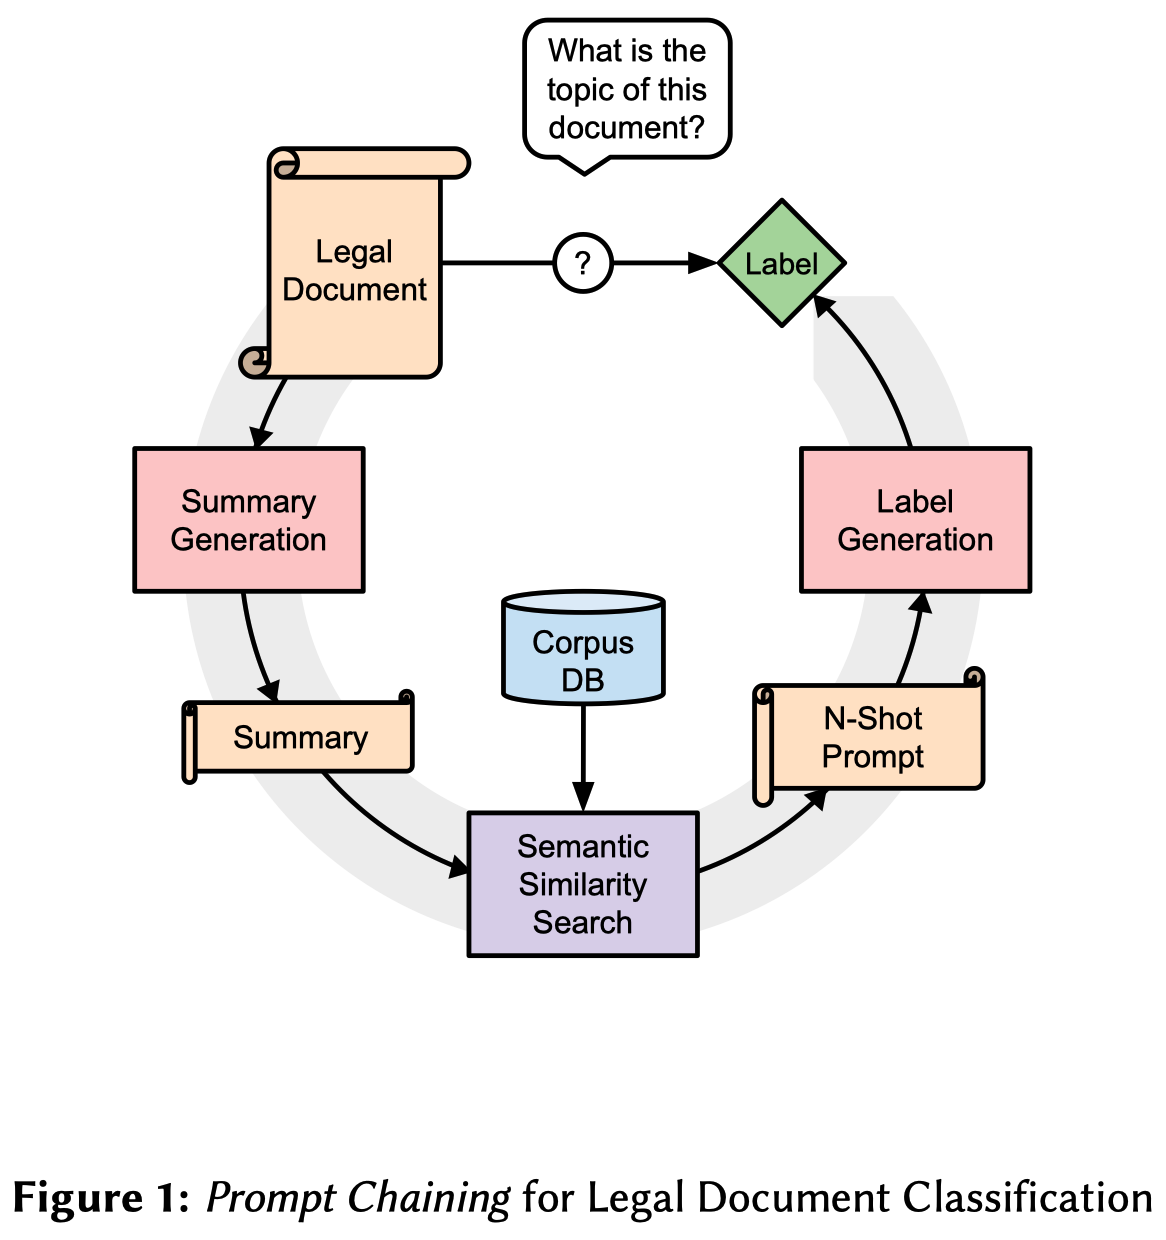 What is the
topic of this
document?
Legal
Document
?
Label
Summary
Generation
Label
Generation
Corpus
DB
Summary
N-Shot
Prompt
Semantic
Similarity
Search
Figure 1: Prompt Chaining for Legal Document Classification